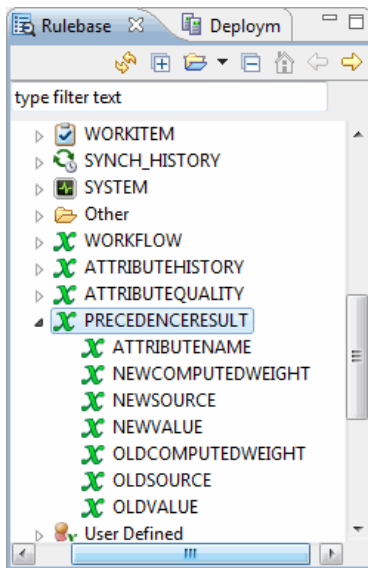 Rulebase Deploym
type filter text
WORKITEM
SYNCH_HISTORY
SYSTEM
Other
WORKFLOW
ATTRIBUTEHISTORY
ATTRIBUTEQUALITY
PRECEDENCERESULT
ATTRIBUTENAME
NEWCOMPUTEDWEIGHT
NEWSOURCE
NEWVALUE
OLDCOMPUTEDWEIGHT
OLDSOURCE
OLDVALUE
User Defined